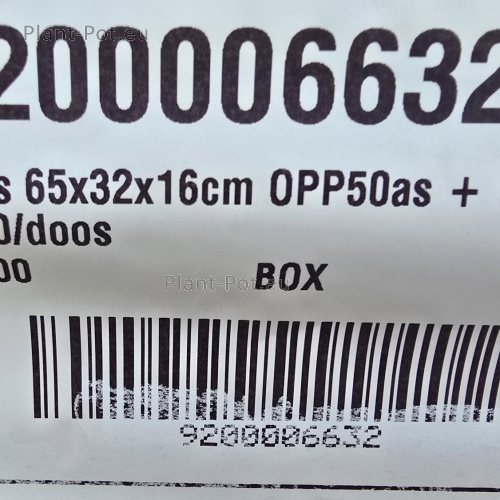 200006632
s 65x32x16cm OPP50as +
0/doos
00 BOX
9200006632
Plant-Pot.eu
Plant-Pot.eu